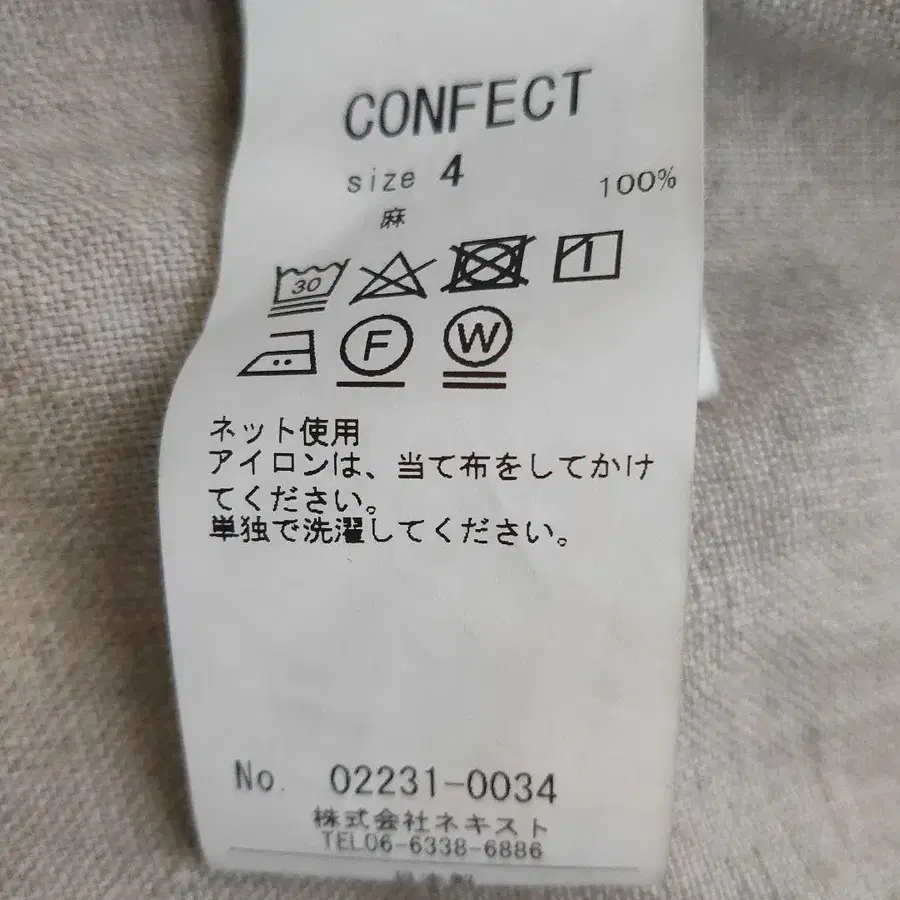 CONFECT
size 4
麻 100%
30
F W
ネット使用
アイロンは、当て布をしてかけ
てください。
単独で洗濯してください。
No. 02231-0034
株式会社ネキスト
TEL06-6338-6886